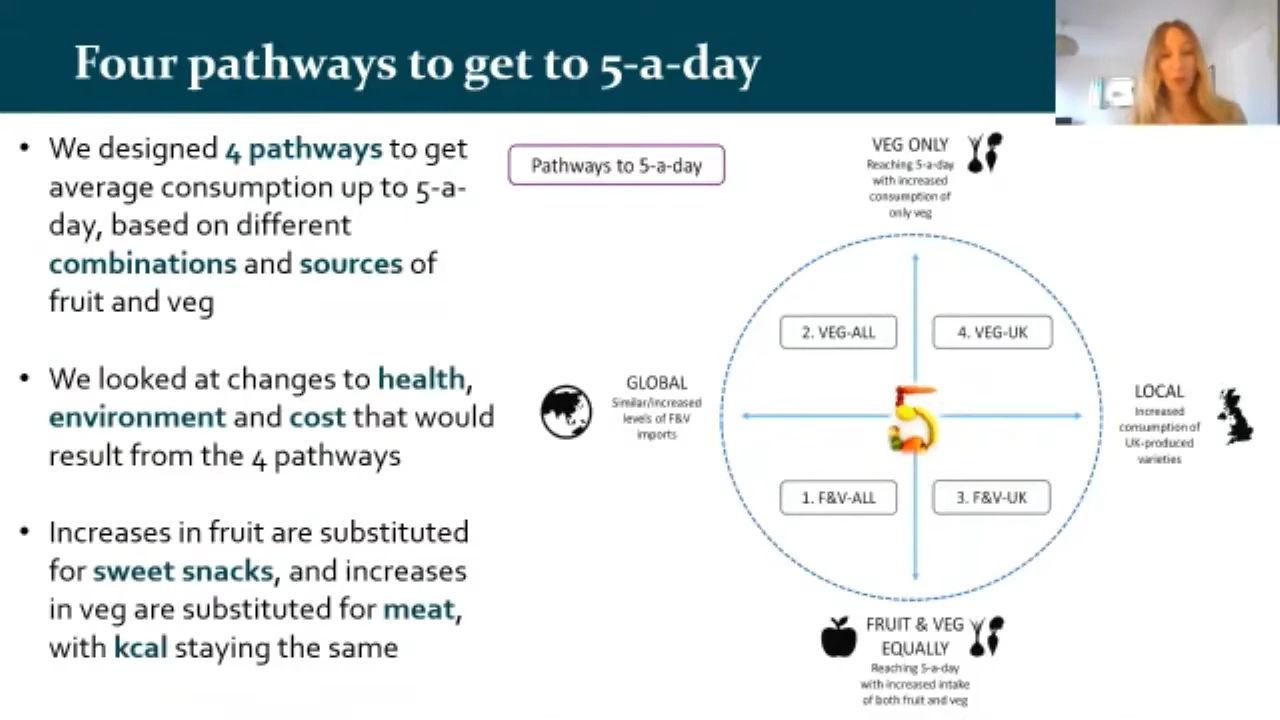 Four pathways to get to 5-a-day
• We designed 4 pathways to get
average consumption up to 5-a-
day, based on different
combinations and sources of
fruit and veg
• We looked at changes to health,
environment and cost that would
result from the 4 pathways
• Increases in fruit are substituted
for sweet snacks, and increases
in veg are substituted for meat,
with kcal staying the same
Pathways to 5-a-day
VEG ONLY
Reaching 5-a-day
with increased
consumption of
only veg
2. VEG-ALL
4. VEG-UK
GLOBAL
Similar/increased
levels of F&V
imports
LOCAL
Increased
consumption of
UK-produced
varieties
1. F&V-ALL
3. F&V-UK
FRUIT & VEG
EQUALLY
Reaching 5-a-day
with increased intake
of both fruit and veg